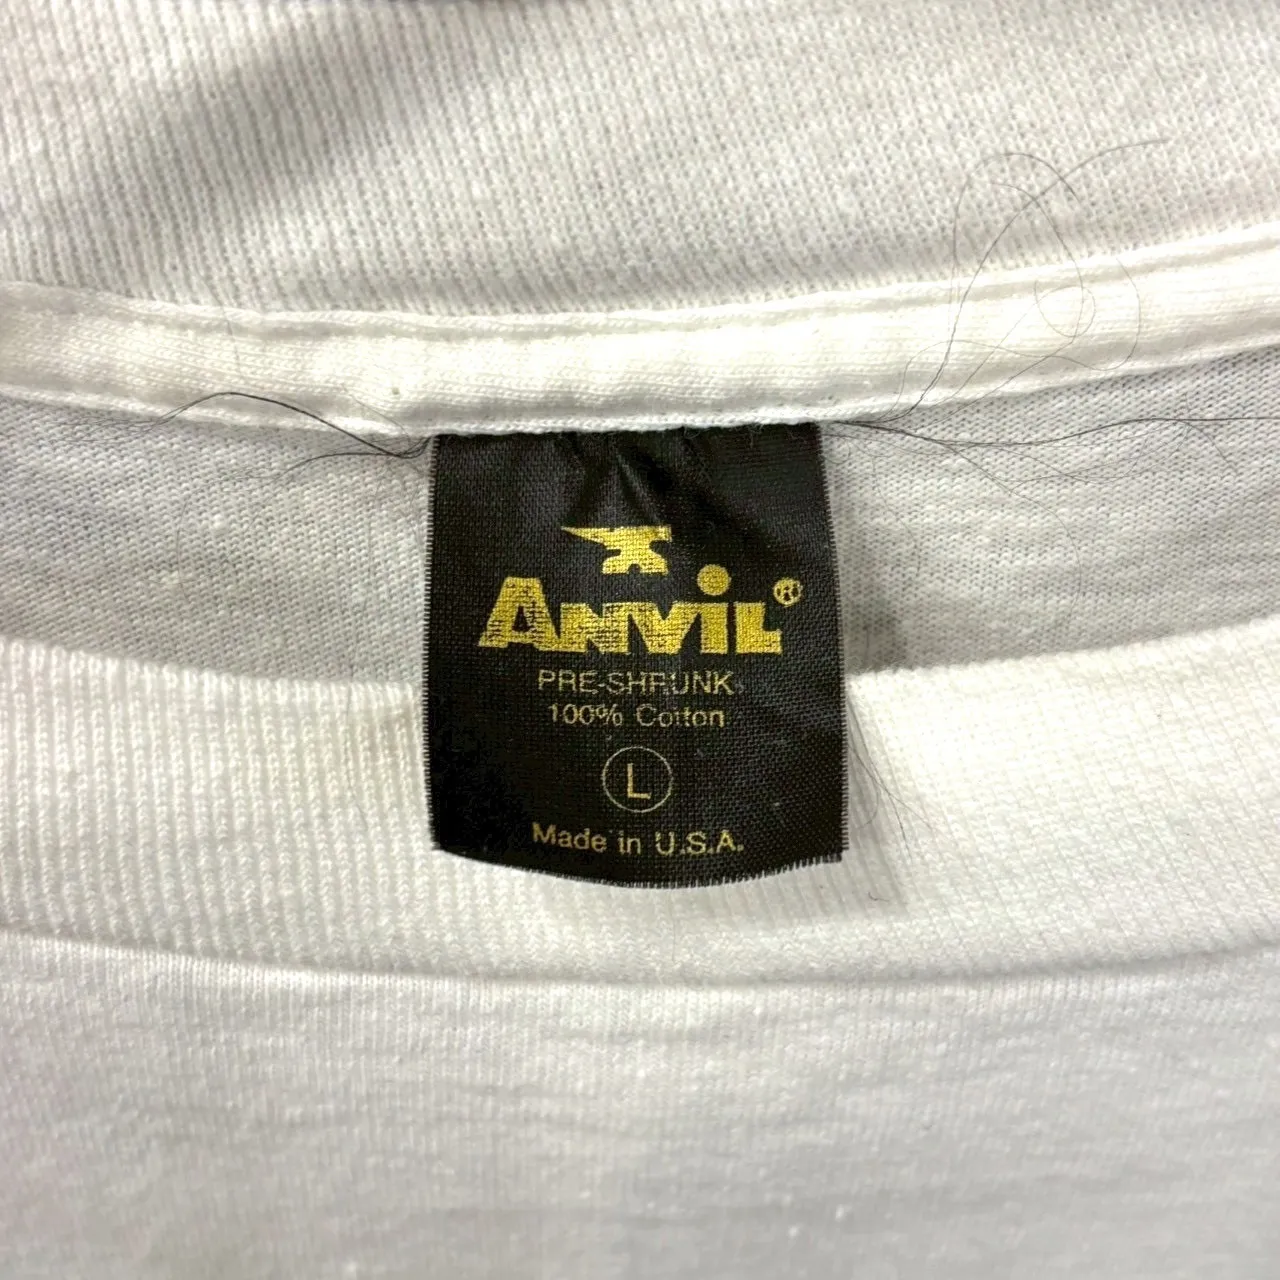 ANViL®
PRE-SHRUNK
100% Cotton
L
Made in U.S.A.